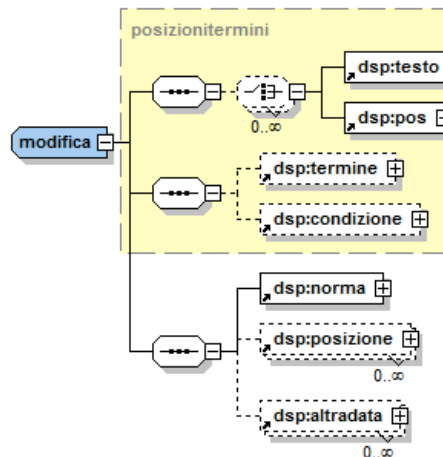 posizionitermini
dsp:testo
0..∞
dsp:pos
modifica
dsp:termine
dsp:condizione
dsp:norma
dsp:posizione
0..∞
dsp:altradata
0..∞